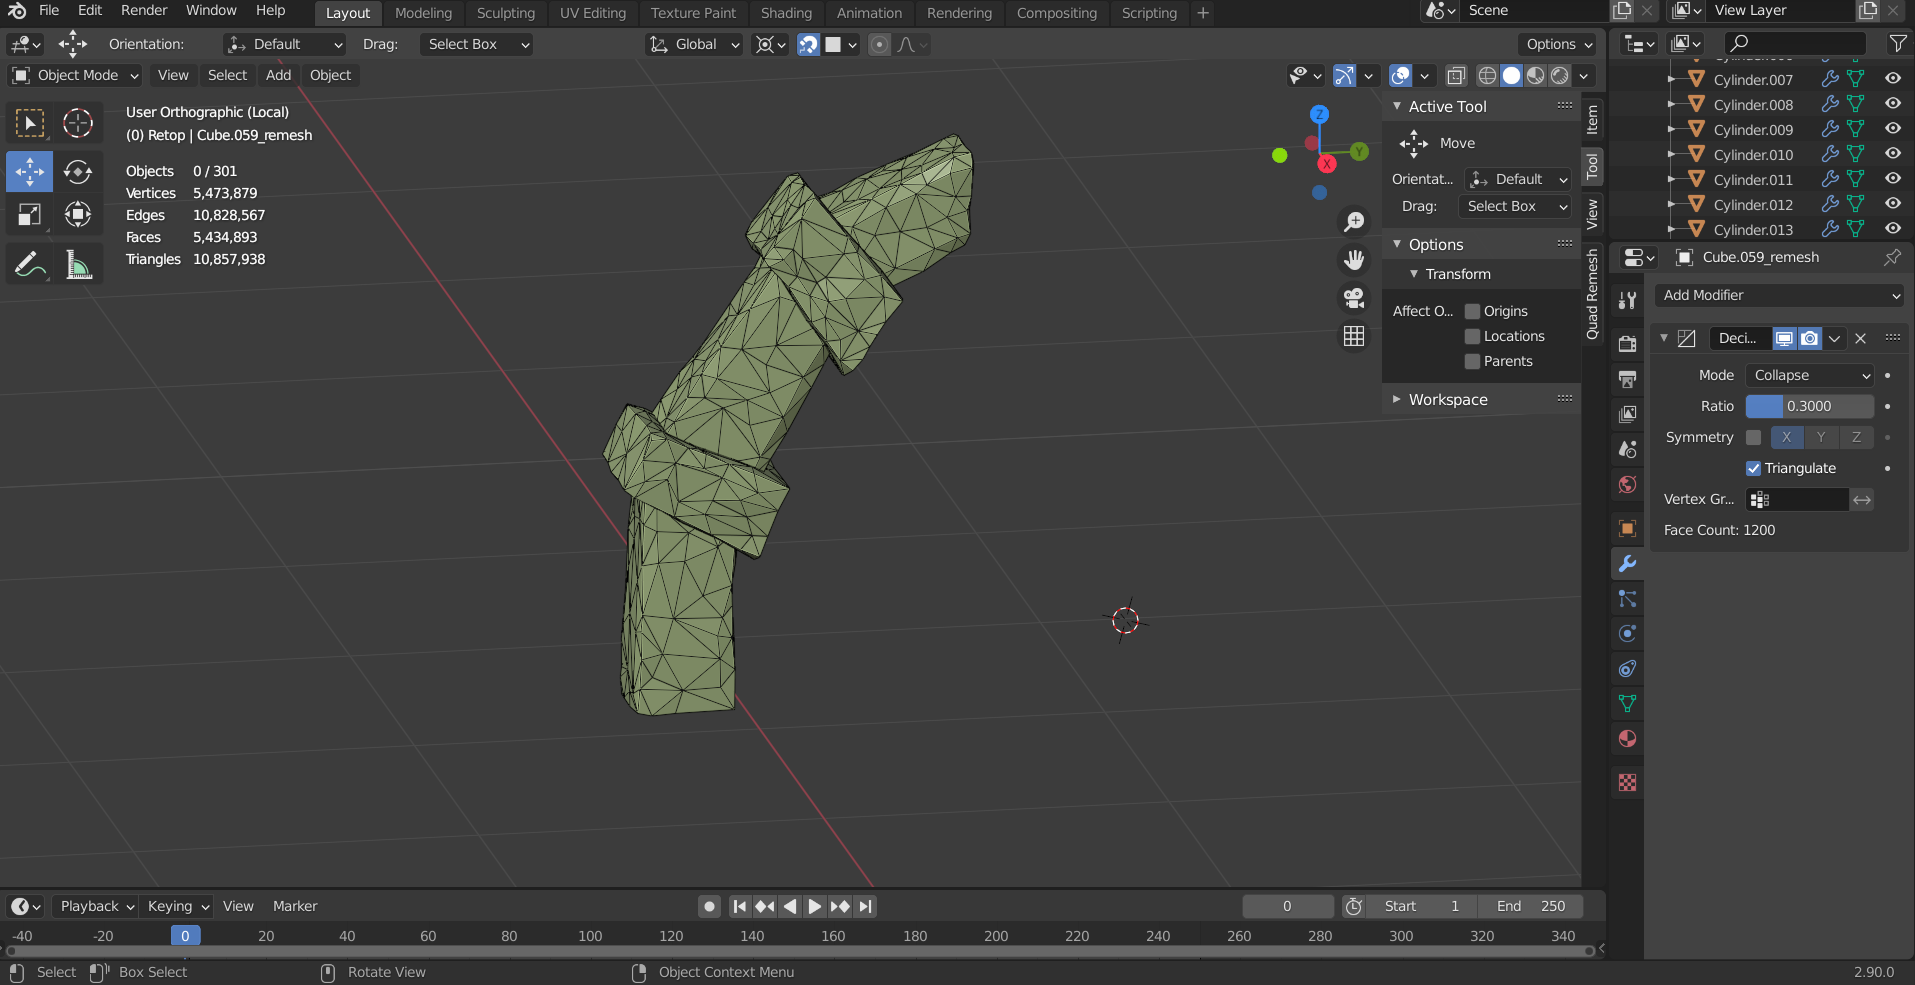 File Edit Render Window Help Layout Modeling Sculpting UV Editing Texture Paint Shading Animation Rendering Compositing Scripting + Scene View Layer
Orientation: Default Drag: Select Box Global Options
Object Mode View Select Add Object
User Orthographic (Local)
(0) Retop | Cube.059_remesh
Objects 0 / 301
Vertices 5,473,879
Edges 10,828,567
Faces 5,434,893
Triangles 10,857,938
Z
Y
X
Active Tool
Move
Orientat... Default
Drag: Select Box
Options
Transform
Affect O... Origins
Locations
Parents
Workspace
Item
Tool
View
Quad Remesh
Cylinder.007
Cylinder.008
Cylinder.009
Cylinder.010
Cylinder.011
Cylinder.012
Cylinder.013
Cube.059_remesh
Add Modifier
Deci...
Mode Collapse
Ratio 0.3000
Symmetry X Y Z
Triangulate
Vertex Gr...
Face Count: 1200
Playback Keying View Marker 0 Start 1 End 250
-40 -20 0 20 40 60 80 100 120 140 160 180 200 220 240 260 280 300 320 340
Select Box Select Rotate View Object Context Menu 2.90.0